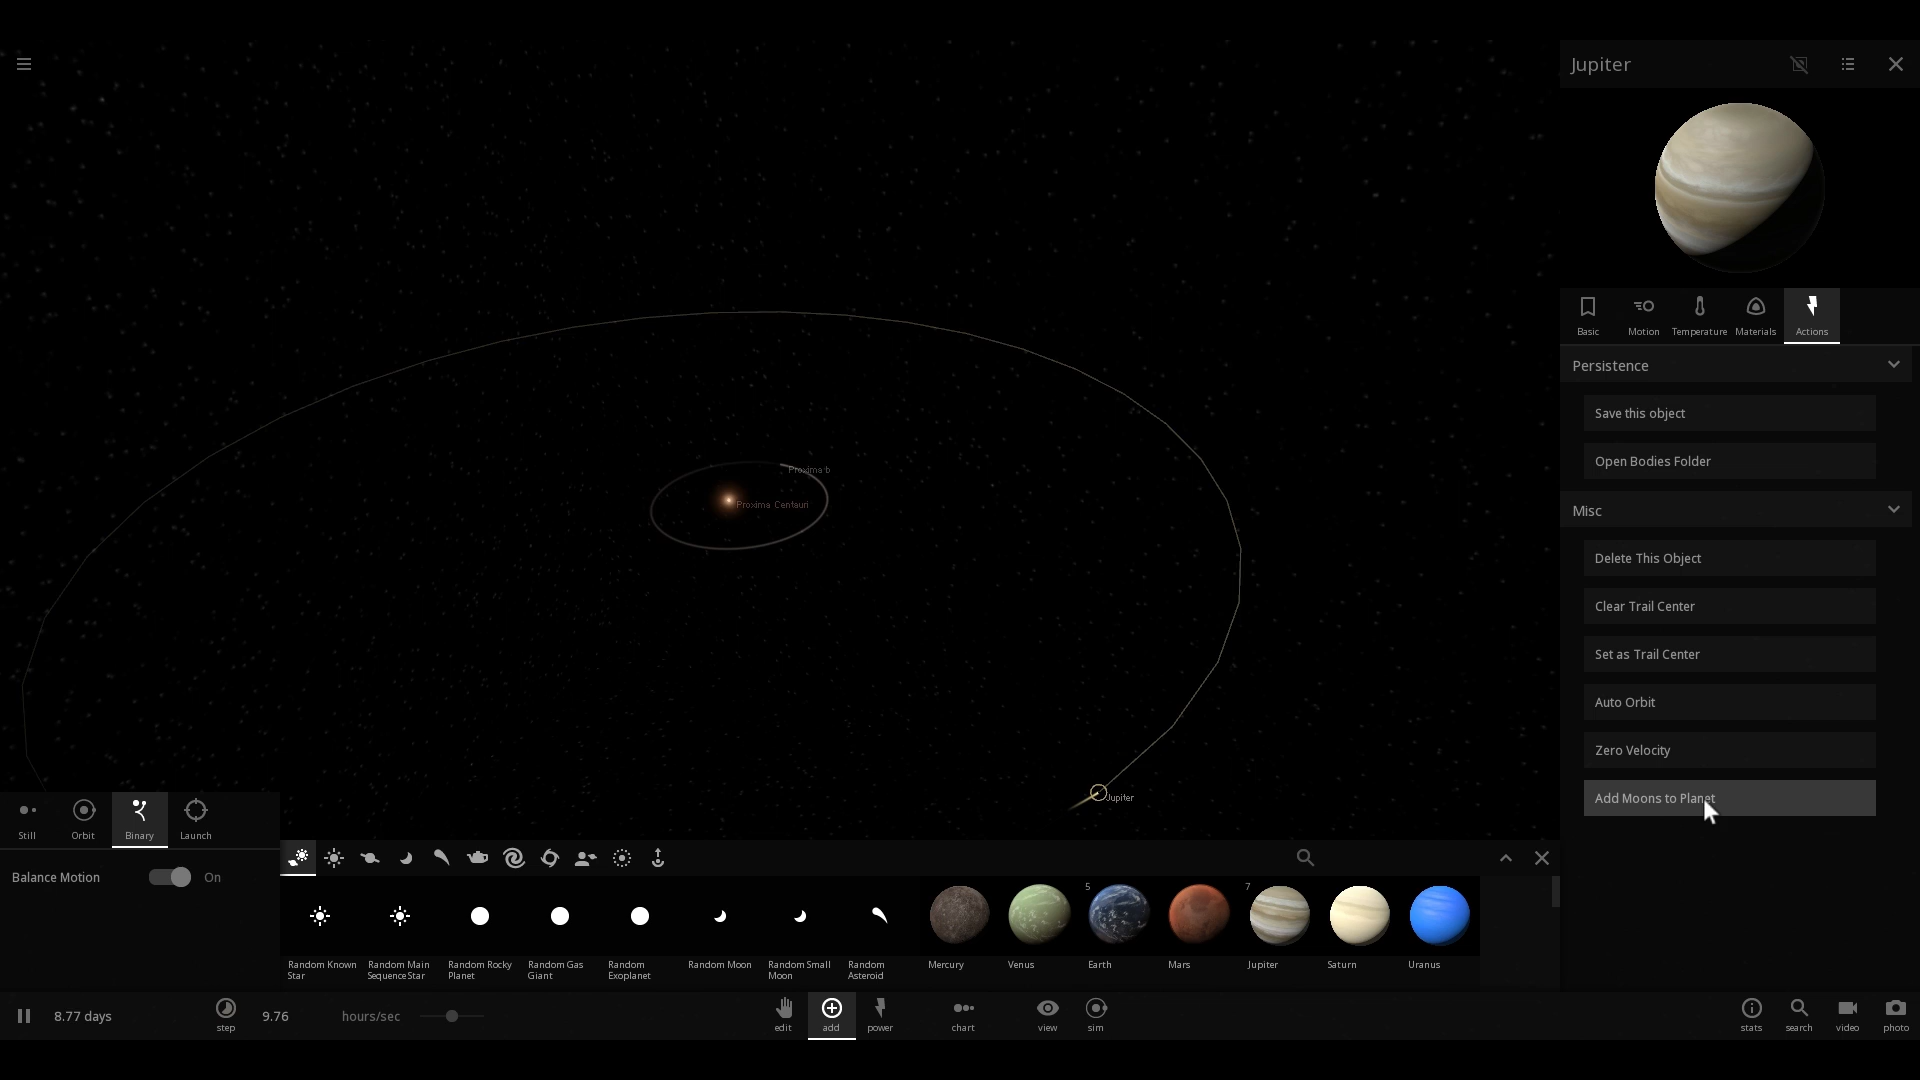 Jupiter
Basic
Motion
Temperature
Materials
Actions
Persistence
Save this object
Open Bodies Folder
Misc
Delete This Object
Clear Trail Center
Set as Trail Center
Auto Orbit
Zero Velocity
Add Moons to Planet
Proxima b
Proxima Centauri
Jupiter
Still
Orbit
Binary
Launch
Balance Motion
On
5
7
Random Known
Star
Random Main
Sequence Star
Random Rocky
Planet
Random Gas
Giant
Random
Exoplanet
Random Moon
Random Small
Moon
Random
Asteroid
Mercury
Venus
Earth
Mars
Jupiter
Saturn
Uranus
8.77 days
step
9.76
hours/sec
edit
add
power
chart
view
sim
stats
search
video
photo